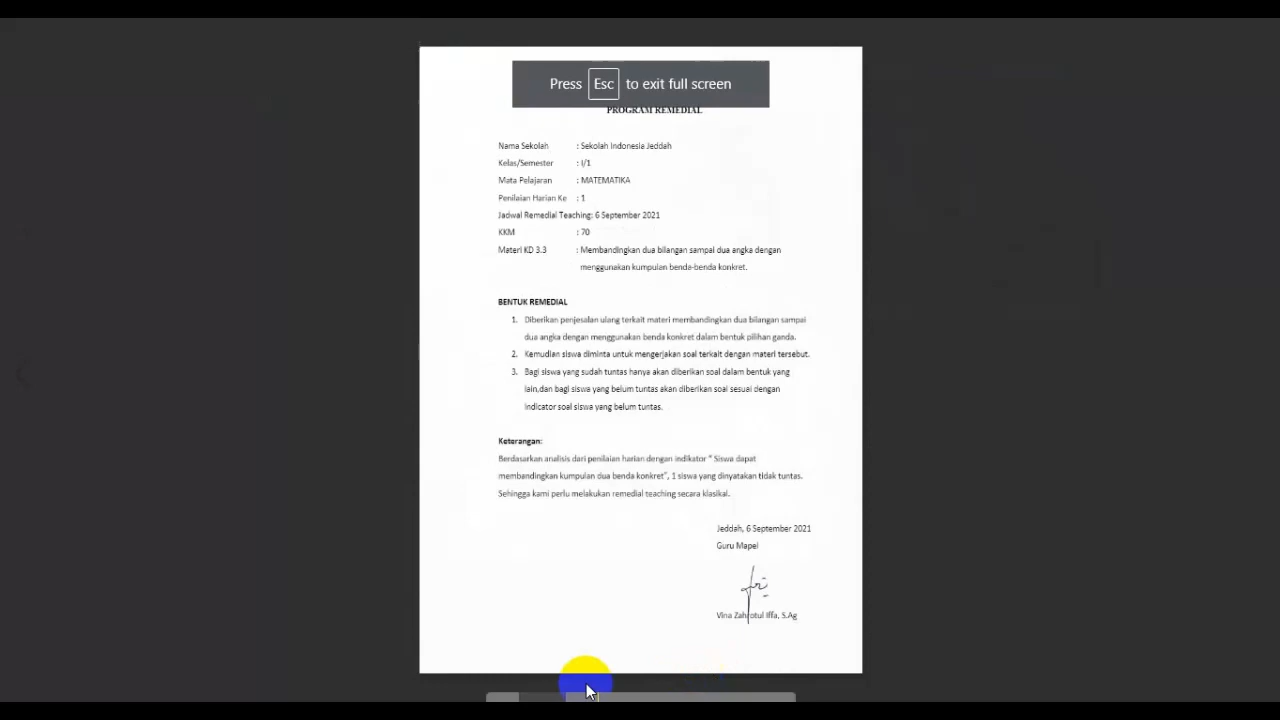 Press Esc to exit full screen
PROGRAM REMEDIAL
Nama Sekolah : Sekolah Indonesia Jeddah
Kelas/Semester : I/1
Mata Pelajaran : MATEMATIKA
Penilaian Harian Ke : 1
Jadwal Remedial Teaching: 6 September 2021
KKM : 70
Materi KD 3.3 : Membandingkan dua bilangan sampai dua angka dengan
menggunakan kumpulan benda-benda konkret.
BENTUK REMEDIAL
1. Diberikan penjesalan ulang terkait materi membandingkan dua bilangan sampai
dua angka dengan menggunakan benda konkret dalam bentuk pilihan ganda.
2. Kemudian siswa diminta untuk mengerjakan soal terkait dengan materi tersebut.
3. Bagi siswa yang sudah tuntas hanya akan diberikan soal dalam bentuk yang
lain,dan bagi siswa yang belum tuntas akan diberikan soal sesuai dengan
indicator soal siswa yang belum tuntas.
Keterangan:
Berdasarkan analisis dari penilaian harian dengan indikator " Siswa dapat
membandingkan kumpulan dua benda konkret", 1 siswa yang dinyatakan tidak tuntas.
Sehingga kami perlu melakukan remedial teaching secara klasikal.
Jeddah, 6 September 2021
Guru Mapel
Vina Zahrotul Iffa, S.Ag